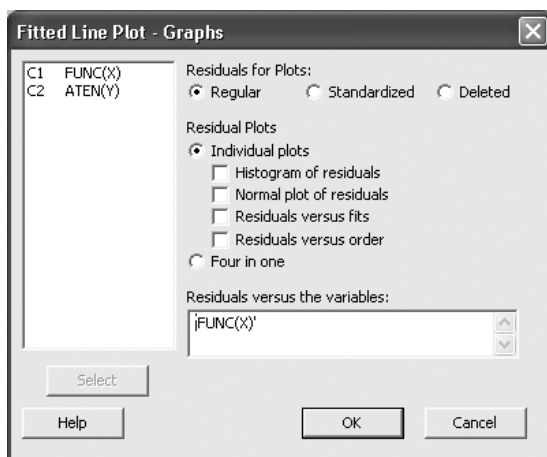 Fitted Line Plot - Graphs
C1 FUNC(X)
C2 ATEN(Y)
Residuals for Plots:
Regular Standardized Deleted
Residual Plots
Individual plots
Histogram of residuals
Normal plot of residuals
Residuals versus fits
Residuals versus order
Four in one
Residuals versus the variables:
'FUNC(X)'
Select
Help OK Cancel